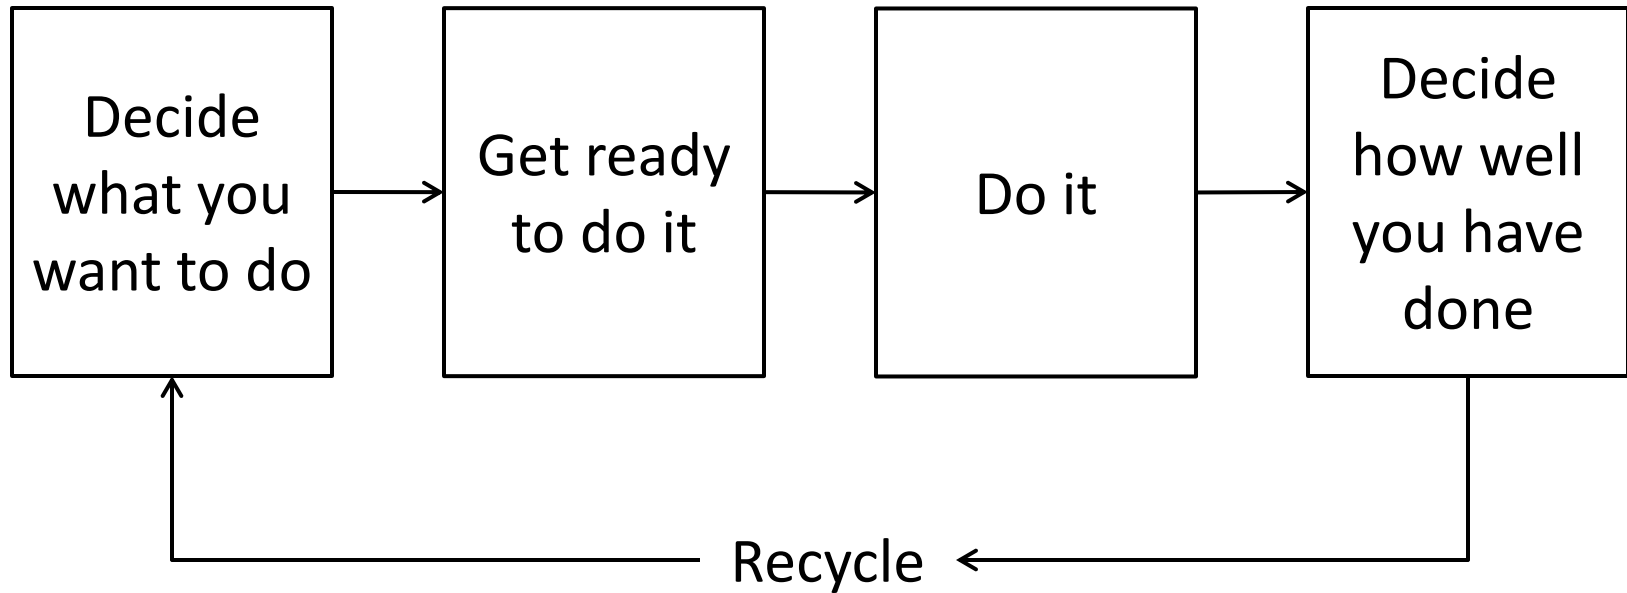 Decide
what you
want to do
Get ready
to do it
Do it
Decide
how well
you have
done
Recycle